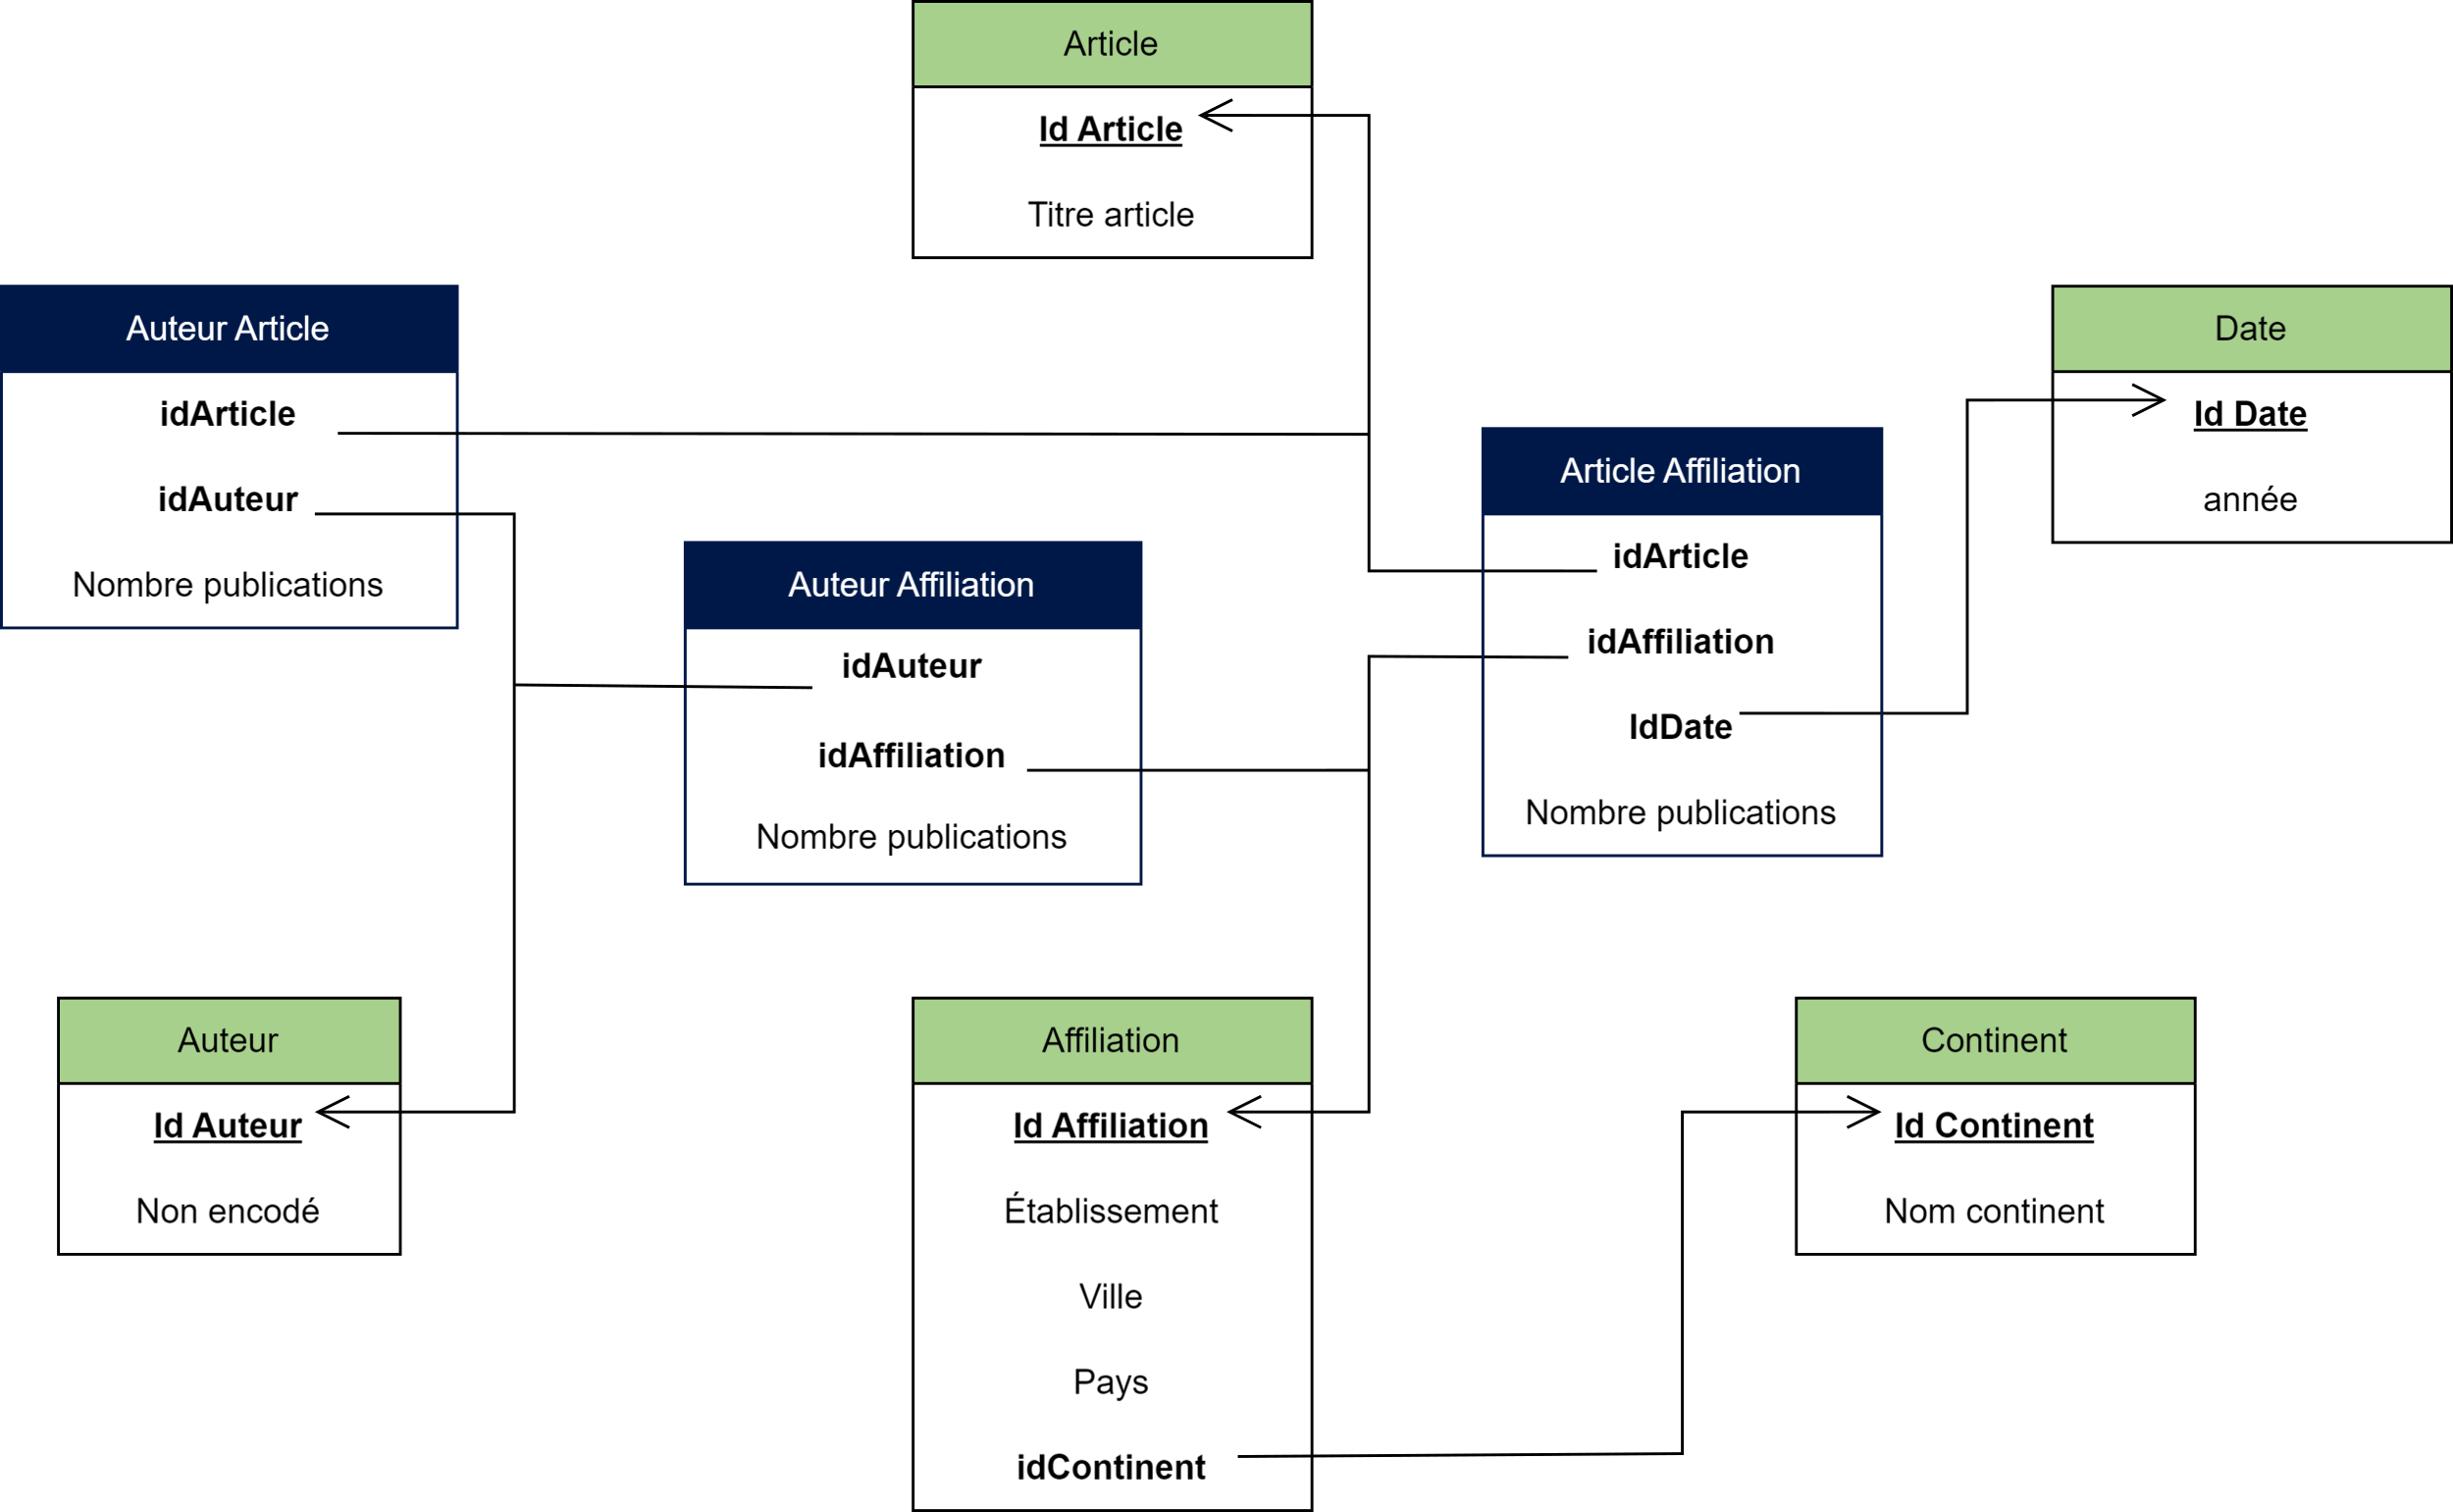 Article
Id Article
Titre article
Auteur Article
idArticle
idAuteur
Nombre publications
Date
Id Date
année
Article Affiliation
idArticle
idAffiliation
IdDate
Nombre publications
Auteur Affiliation
idAuteur
idAffiliation
Nombre publications
Auteur
Id Auteur
Non encodé
Affiliation
Id Affiliation
Établissement
Ville
Pays
idContinent
Continent
Id Continent
Nom continent